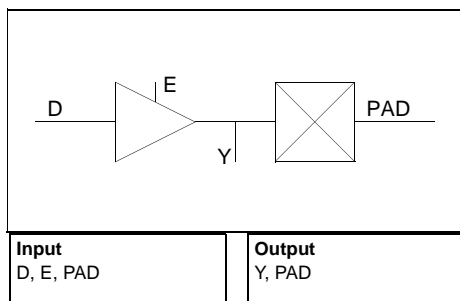 E
D
PAD
Y
Input
D, E, PAD
Output
Y, PAD